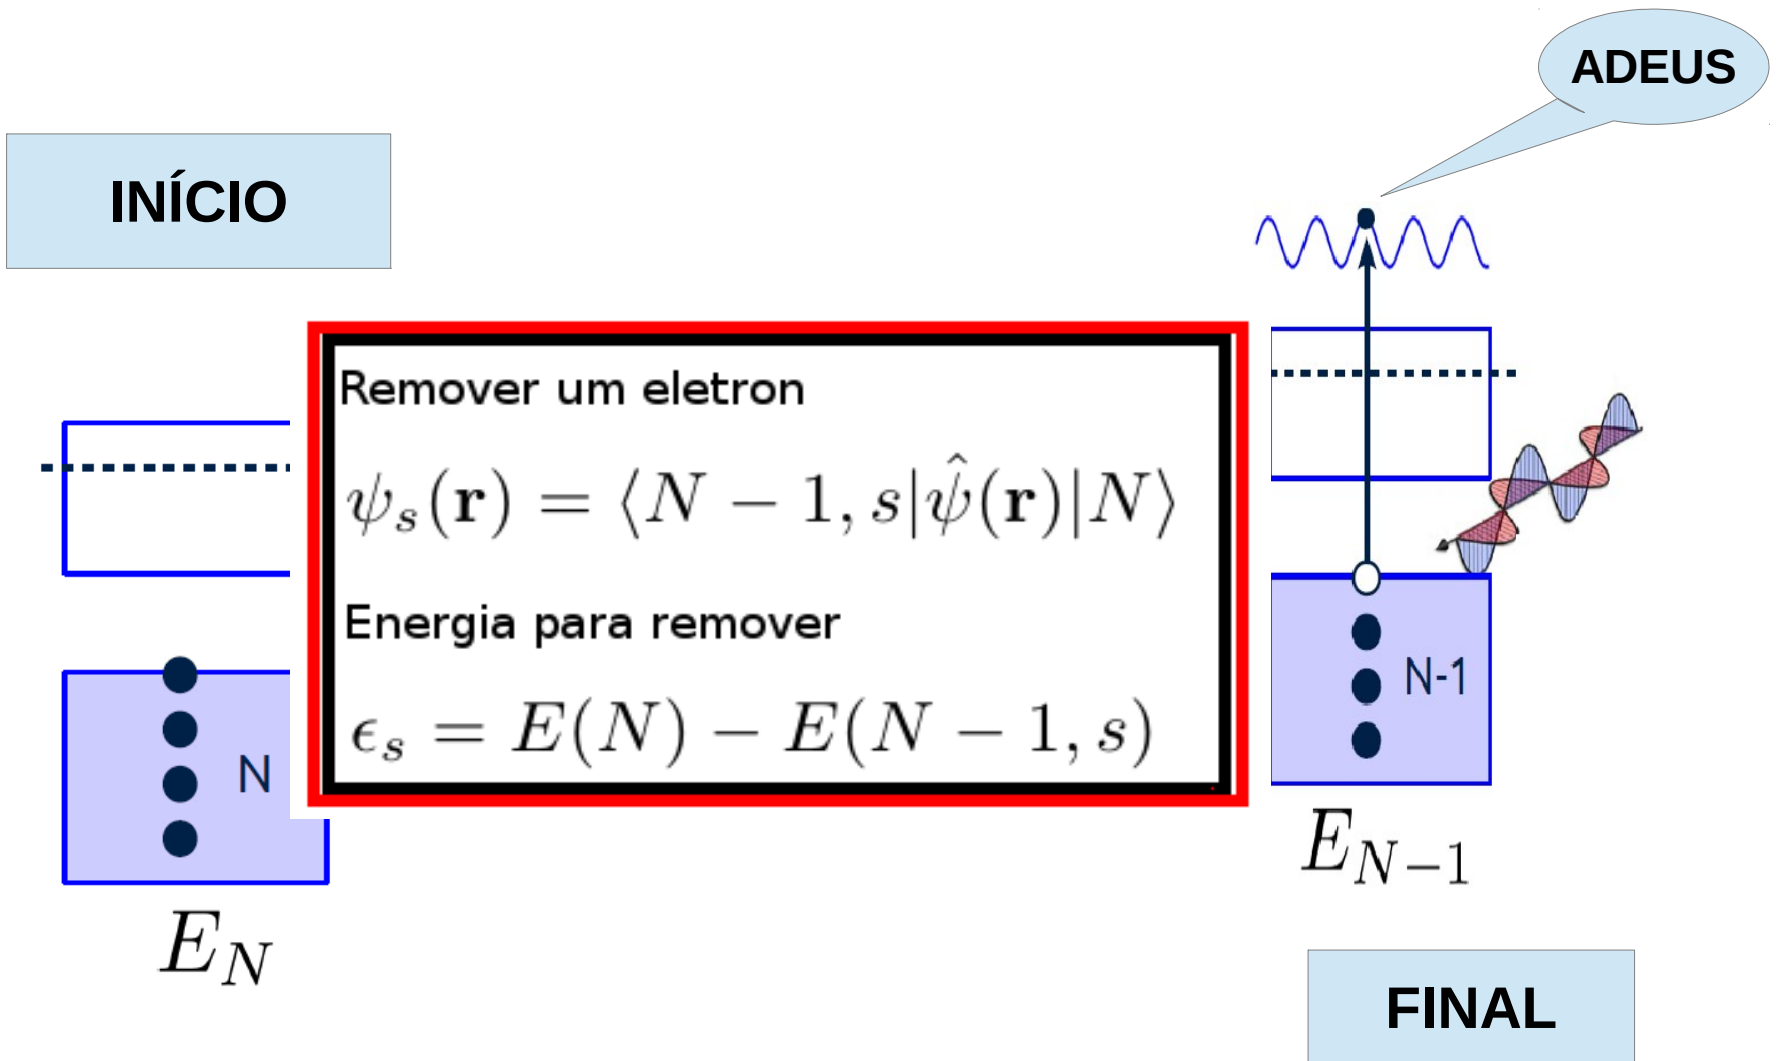 ADEUS
INÍCIO
Remover um eletron
ψ_s(𝐫) = ⟨N − 1, s|ψ̂(𝐫)|N⟩
Energia para remover
ϵ_s = E(N) − E(N − 1, s)
N
N-1
E_N
E_{N−1}
FINAL